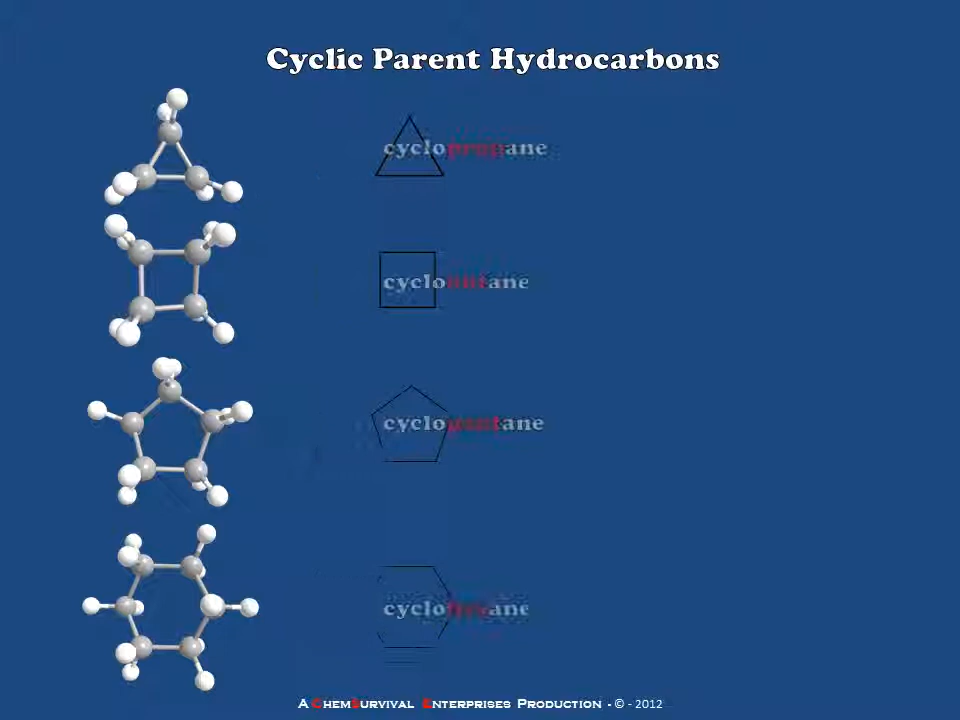 Cyclic Parent Hydrocarbons
cyclopropane
cyclobutane
cyclopentane
cyclohexane
A ChemSurvival Enterprises Production - © - 2012